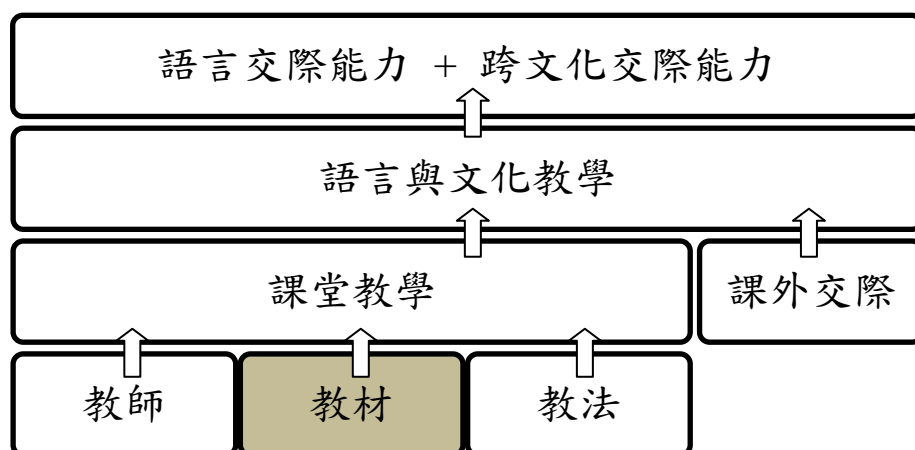 語言交際能力 + 跨文化交際能力
語言與文化教學
課堂教學
課外交際
教師
教材
教法